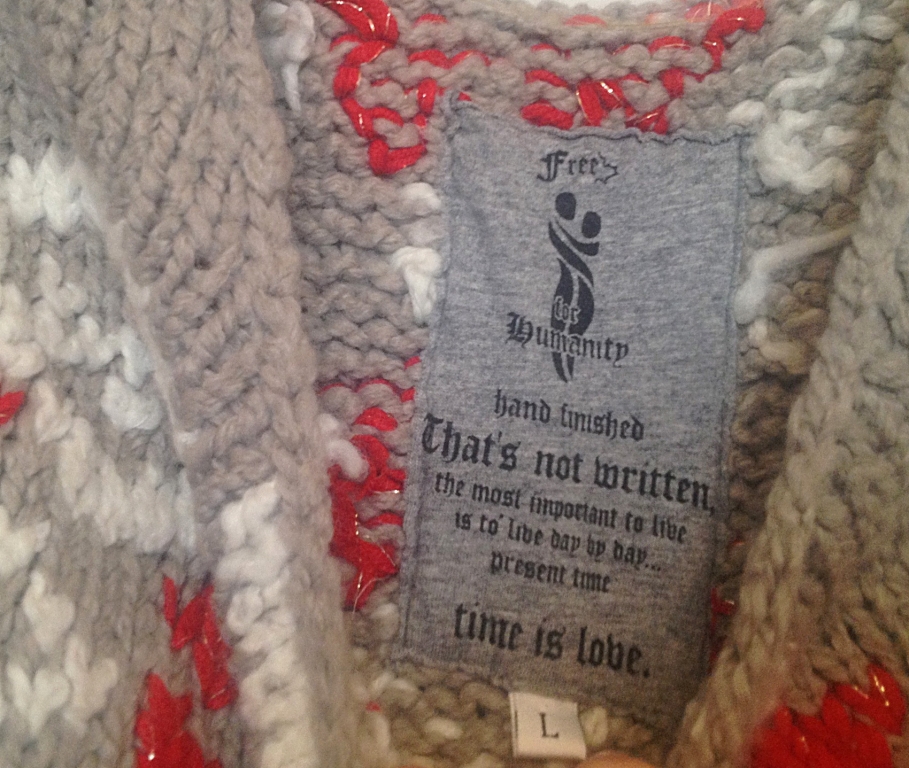 Free's
for
Humanity
hand finished
That's not written,
the most important to live
is to live day by day...
present time
time is love.
L